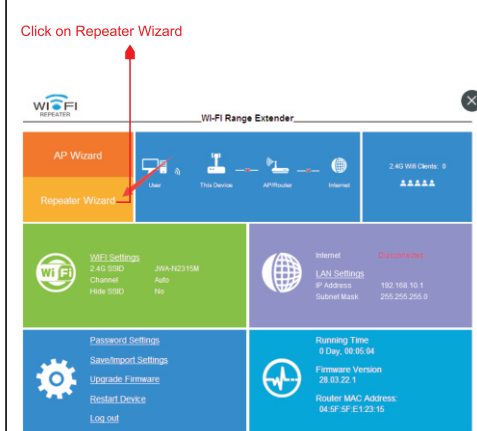 Click on Repeater Wizard
WI FI
REPEATER
Wi-Fi Range Extender
AP Wizard
Repeater Wizard
User
This Device
AP/Router
Internet
2.4G Wifi Clients: 0
Wi Fi
WIFI Settings
2.4G SSID JWA-N2315M
Channel Auto
Hide SSID No
Internet Disconnected
LAN Settings
IP Address 192.168.10.1
Subnet Mask 255.255.255.0
Password Settings
Save/Import Settings
Upgrade Firmware
Restart Device
Log out
Running Time
0 Day, 00:05:04
Firmware Version
28.03.22.1
Router MAC Address:
04:5F:5F:E1:23:15